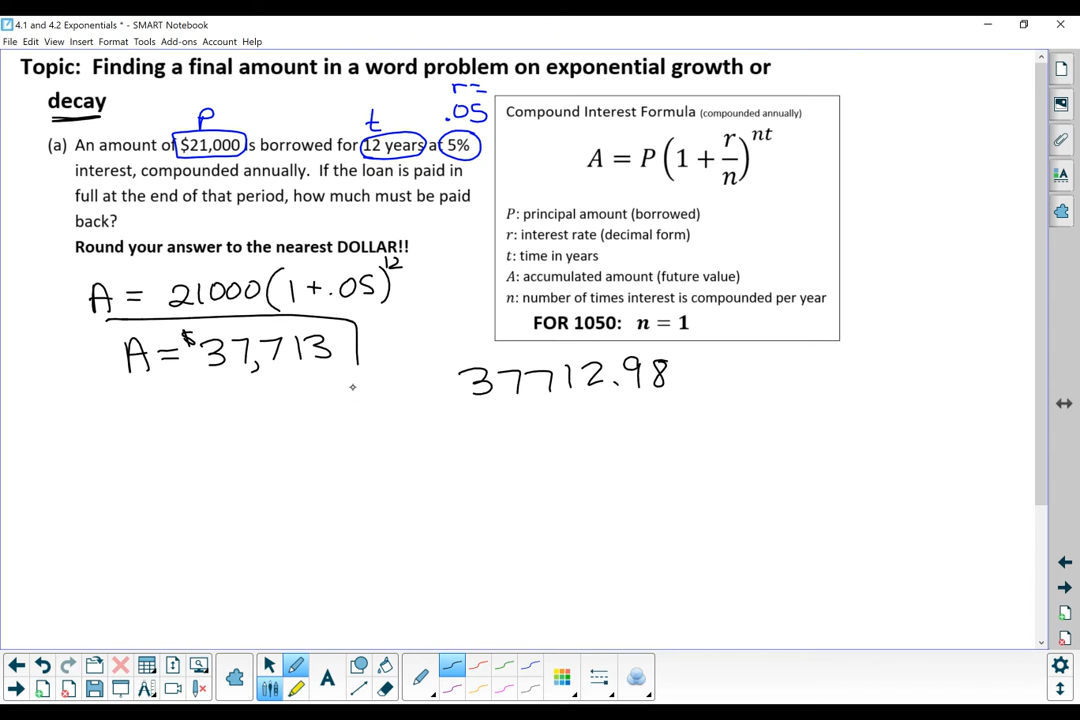 4.1 and 4.2 Exponentials * - SMART Notebook
File Edit View Insert Format Tools Add-ons Account Help
Topic: Finding a final amount in a word problem on exponential growth or
decay
P
t
r=
.05
(a) An amount of $21,000 is borrowed for 12 years at 5%
interest, compounded annually. If the loan is paid in
full at the end of that period, how much must be paid
back?
Round your answer to the nearest DOLLAR!!
A = 21000(1+.05)^12
A = $37,713
Compound Interest Formula (compounded annually)
A = P(1 + r/n)^nt
P: principal amount (borrowed)
r: interest rate (decimal form)
t: time in years
A: accumulated amount (future value)
n: number of times interest is compounded per year
FOR 1050: n = 1
37712.98